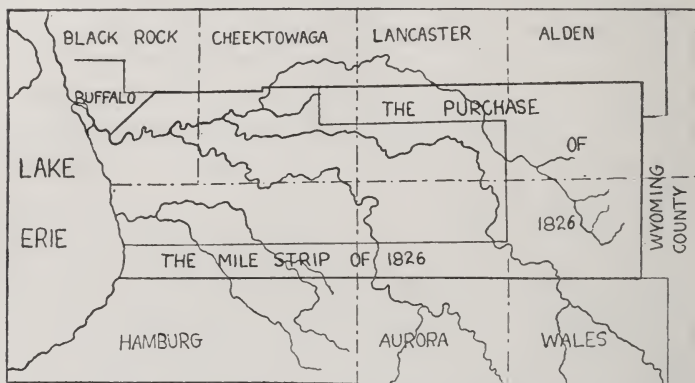 BLACK ROCK
CHEEKTOWAGA
LANCASTER
ALDEN
BUFFALO
THE PURCHASE
OF
1826
LAKE
ERIE
WYOMING
COUNTY
THE MILE STRIP OF 1826
HAMBURG
AURORA
WALES